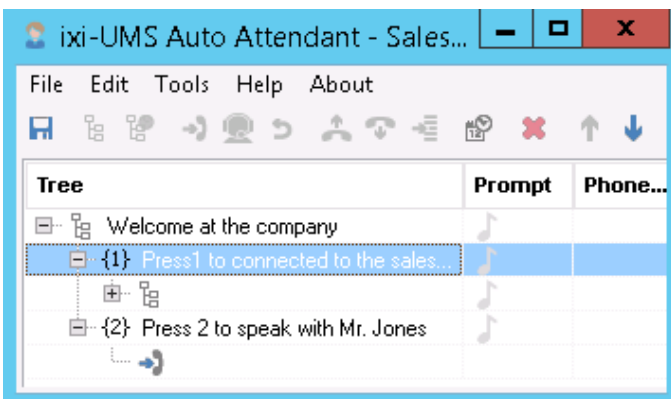 ixi-UMS Auto Attendant - Sales...
File Edit Tools Help About
12
Tree Prompt Phone...
Welcome at the company
{1} Press1 to connected to the sales...
{2} Press 2 to speak with Mr. Jones